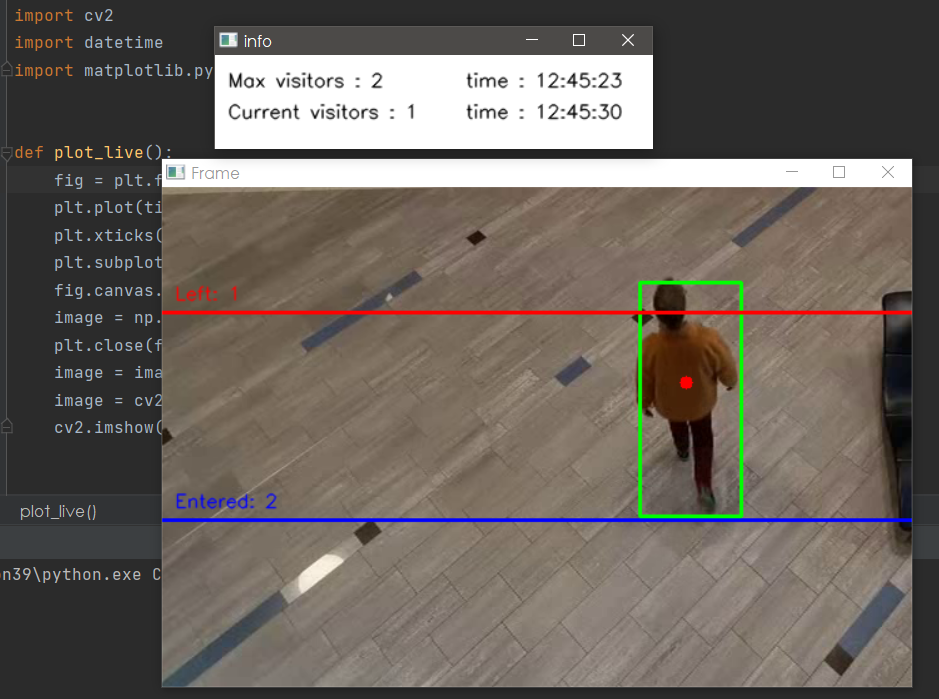 import cv2
import datetime
import matplotlib.py
info
Max visitors : 2 time : 12:45:23
Current visitors : 1 time : 12:45:30
def plot_live():
Frame
fig = plt.f
plt.plot(ti
plt.xticks(
plt.subplot
fig.canvas.
image = np.
plt.close(f
image = ima
image = cv2
cv2.imshow(
Left: 1
Entered: 2
plot_live()
n39\python.exe C